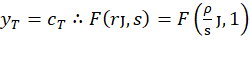 y_T = c_T ∴ F(rJ, s) = F(ρ/s J, 1)